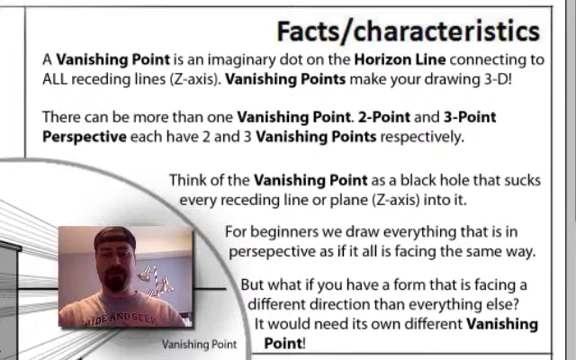 Facts/characteristics
A Vanishing Point is an imaginary dot on the Horizon Line connecting to
ALL receding lines (Z-axis). Vanishing Points make your drawing 3-D!
There can be more than one Vanishing Point. 2-Point and 3-Point
Perspective each have 2 and 3 Vanishing Points respectively.
Think of the Vanishing Point as a black hole that sucks
every receding line or plane (Z-axis) into it.
For beginners we draw everything that is in
persepective as if it all is facing the same way.
But what if you have a form that is facing a
different direction than everything else?
It would need its own different Vanishing
Point!
AND SEEK
Vanishing Point